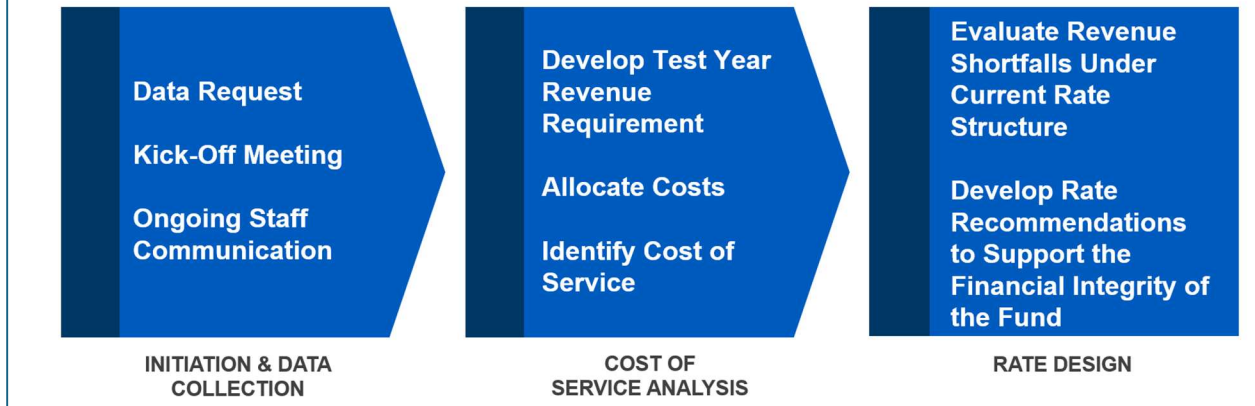 Data Request
Kick-Off Meeting
Ongoing Staff
Communication
INITIATION & DATA
COLLECTION
Develop Test Year
Revenue
Requirement
Allocate Costs
Identify Cost of
Service
COST OF
SERVICE ANALYSIS
Evaluate Revenue
Shortfalls Under
Current Rate
Structure
Develop Rate
Recommendations
to Support the
Financial Integrity of
the Fund
RATE DESIGN